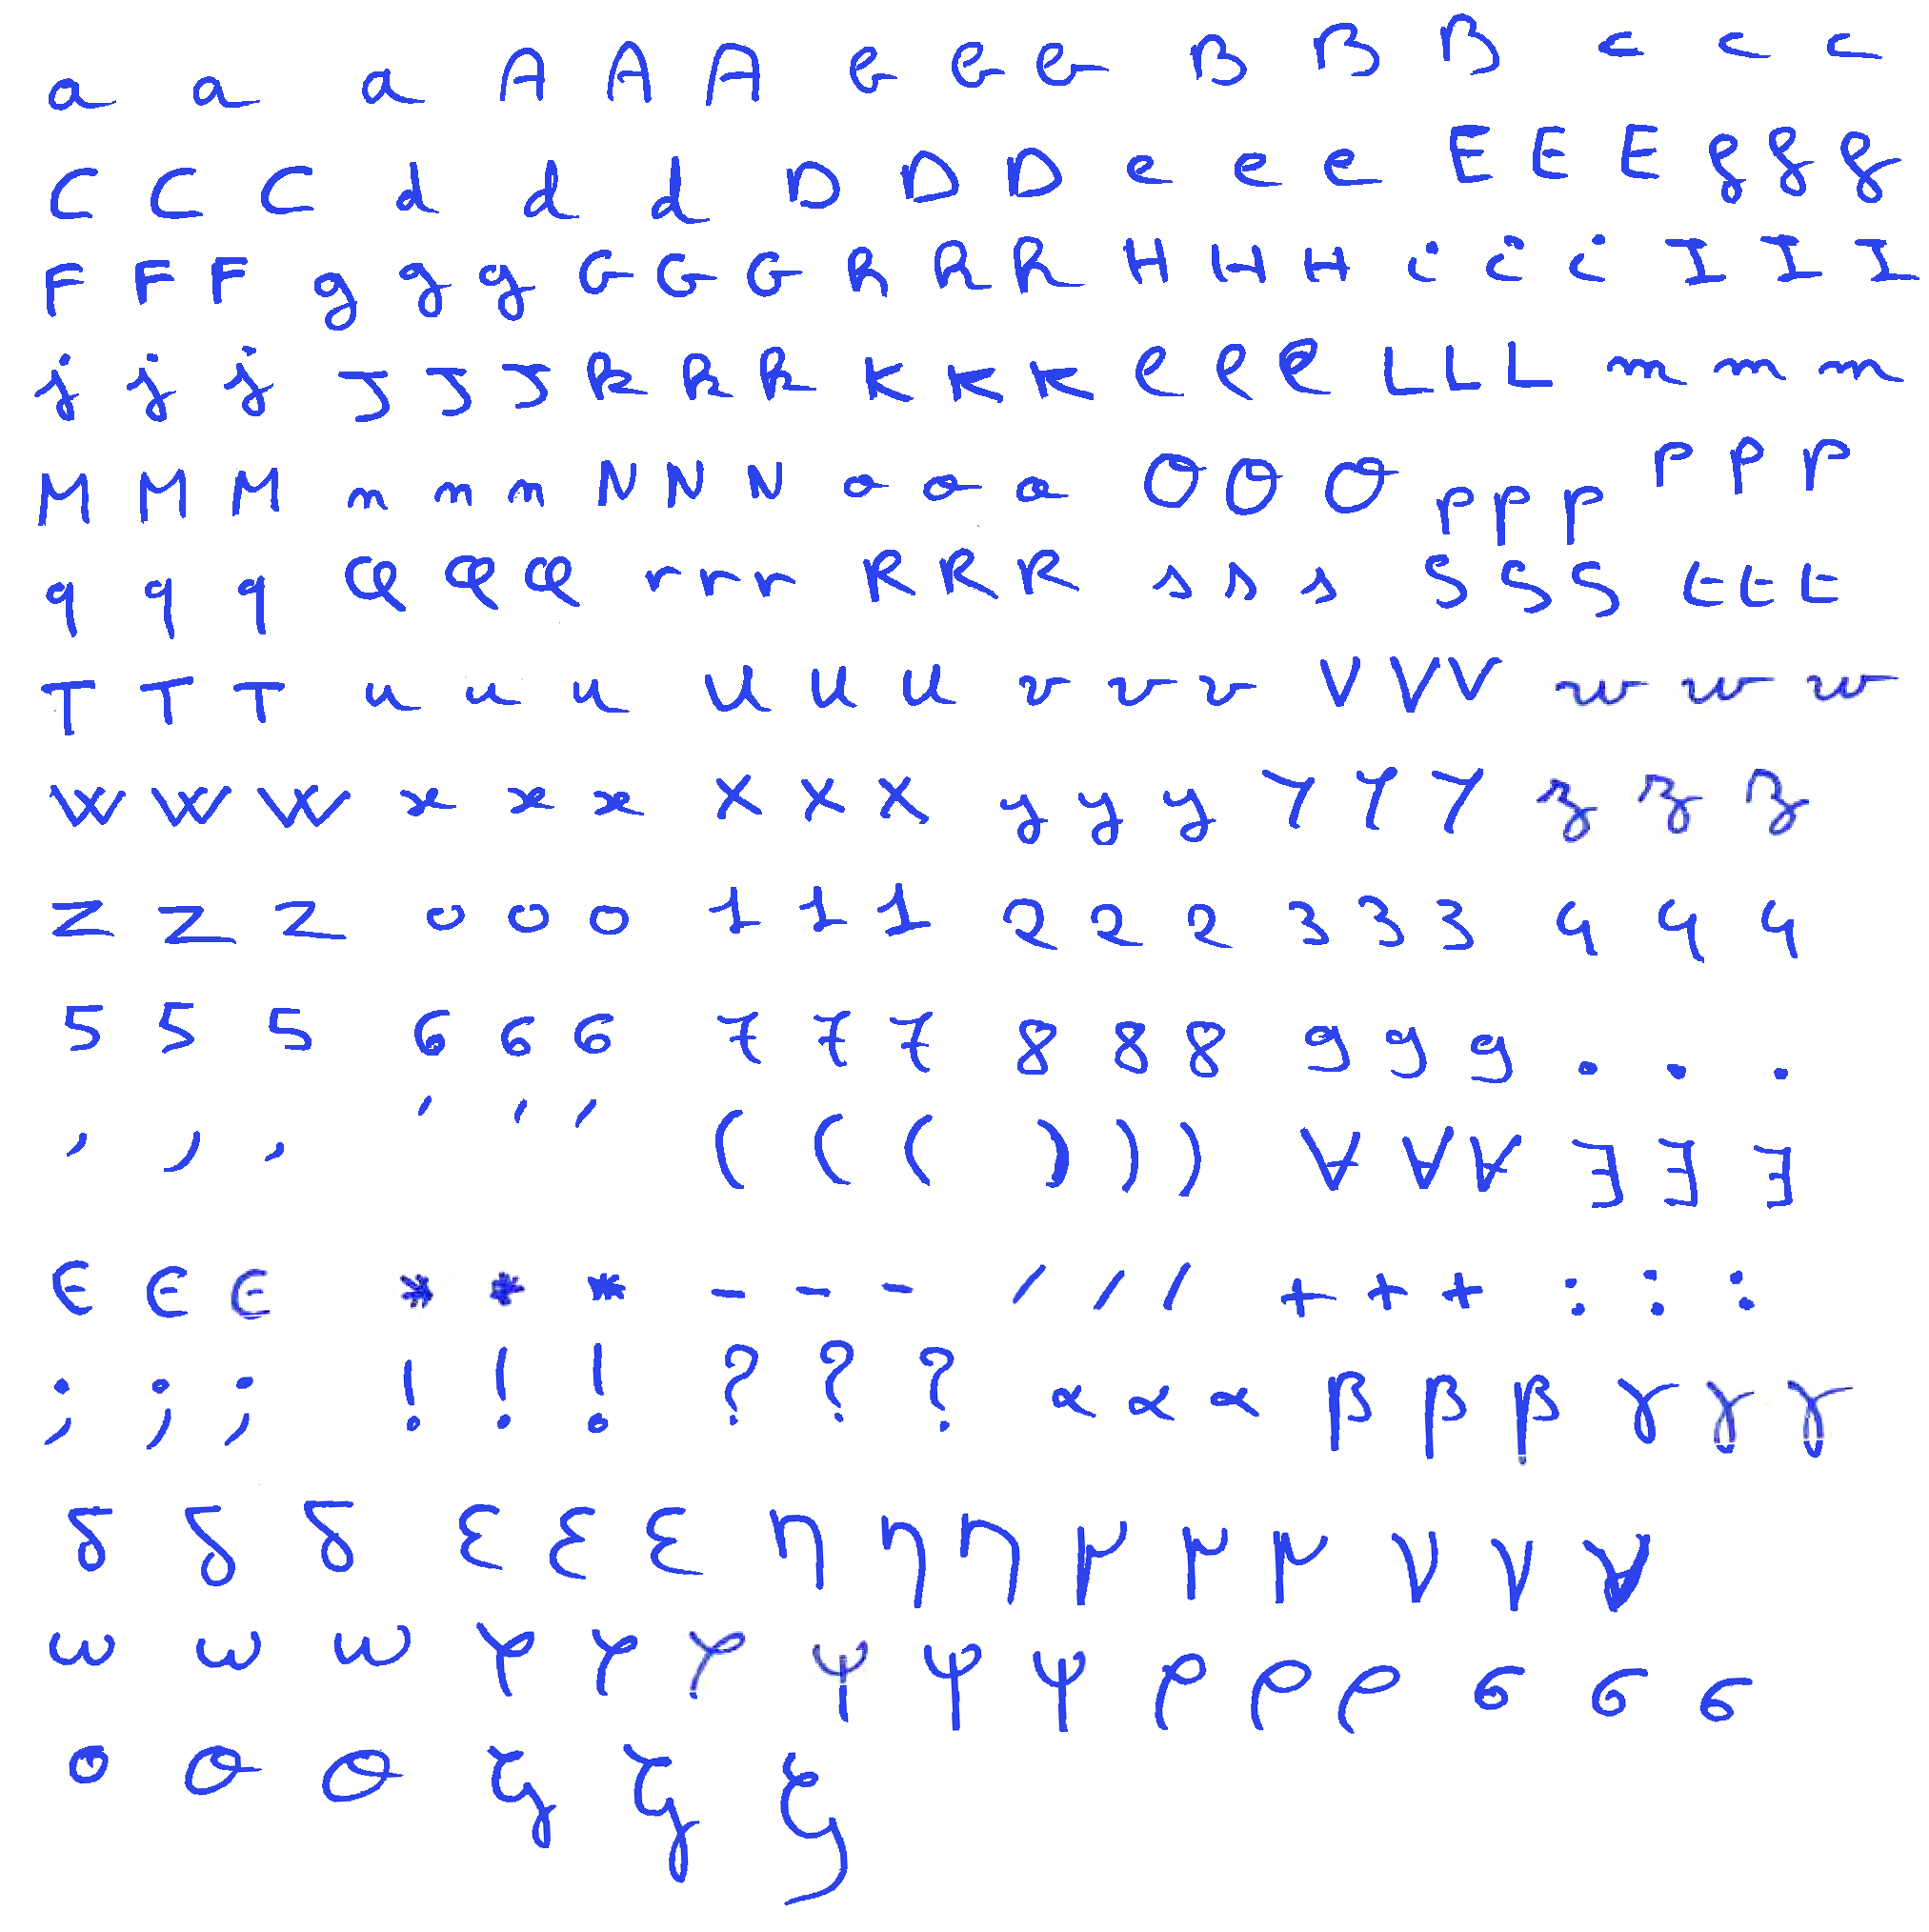 a a a A A A b b b B B B c c c
C C C d d d D D D e e e E E E f f f
F F F g g g G G G h h h H H H i i i I I I
j j j J J J k k k K K K l l l L L L m m m
M M M n n n N N N o o o O O O p p p P P P
q q q Q Q Q r r r R R R s s s S S S t t t
T T T u u u U U U v v v V V V w w w
W W W x x x X X X y y y Y Y Y z z z
Z Z Z 0 0 0 1 1 1 2 2 2 3 3 3 4 4 4
5 5 5 6 6 6 7 7 7 8 8 8 9 9 9 . . .
, , , ' ' ' ( ( ( ) ) ) ∀ ∀ ∀ ∃ ∃ ∃
∈ ∈ ∈ * * * - - - / / / + + + : : :
; ; ; ! ! ! ? ? ? α α α β β β γ γ γ
δ δ δ ε ε ε η η η μ μ μ ν ν ν
ω ω ω φ φ φ ψ ψ ψ ρ ρ ρ σ σ σ
ο ο ο ζ ζ ζ